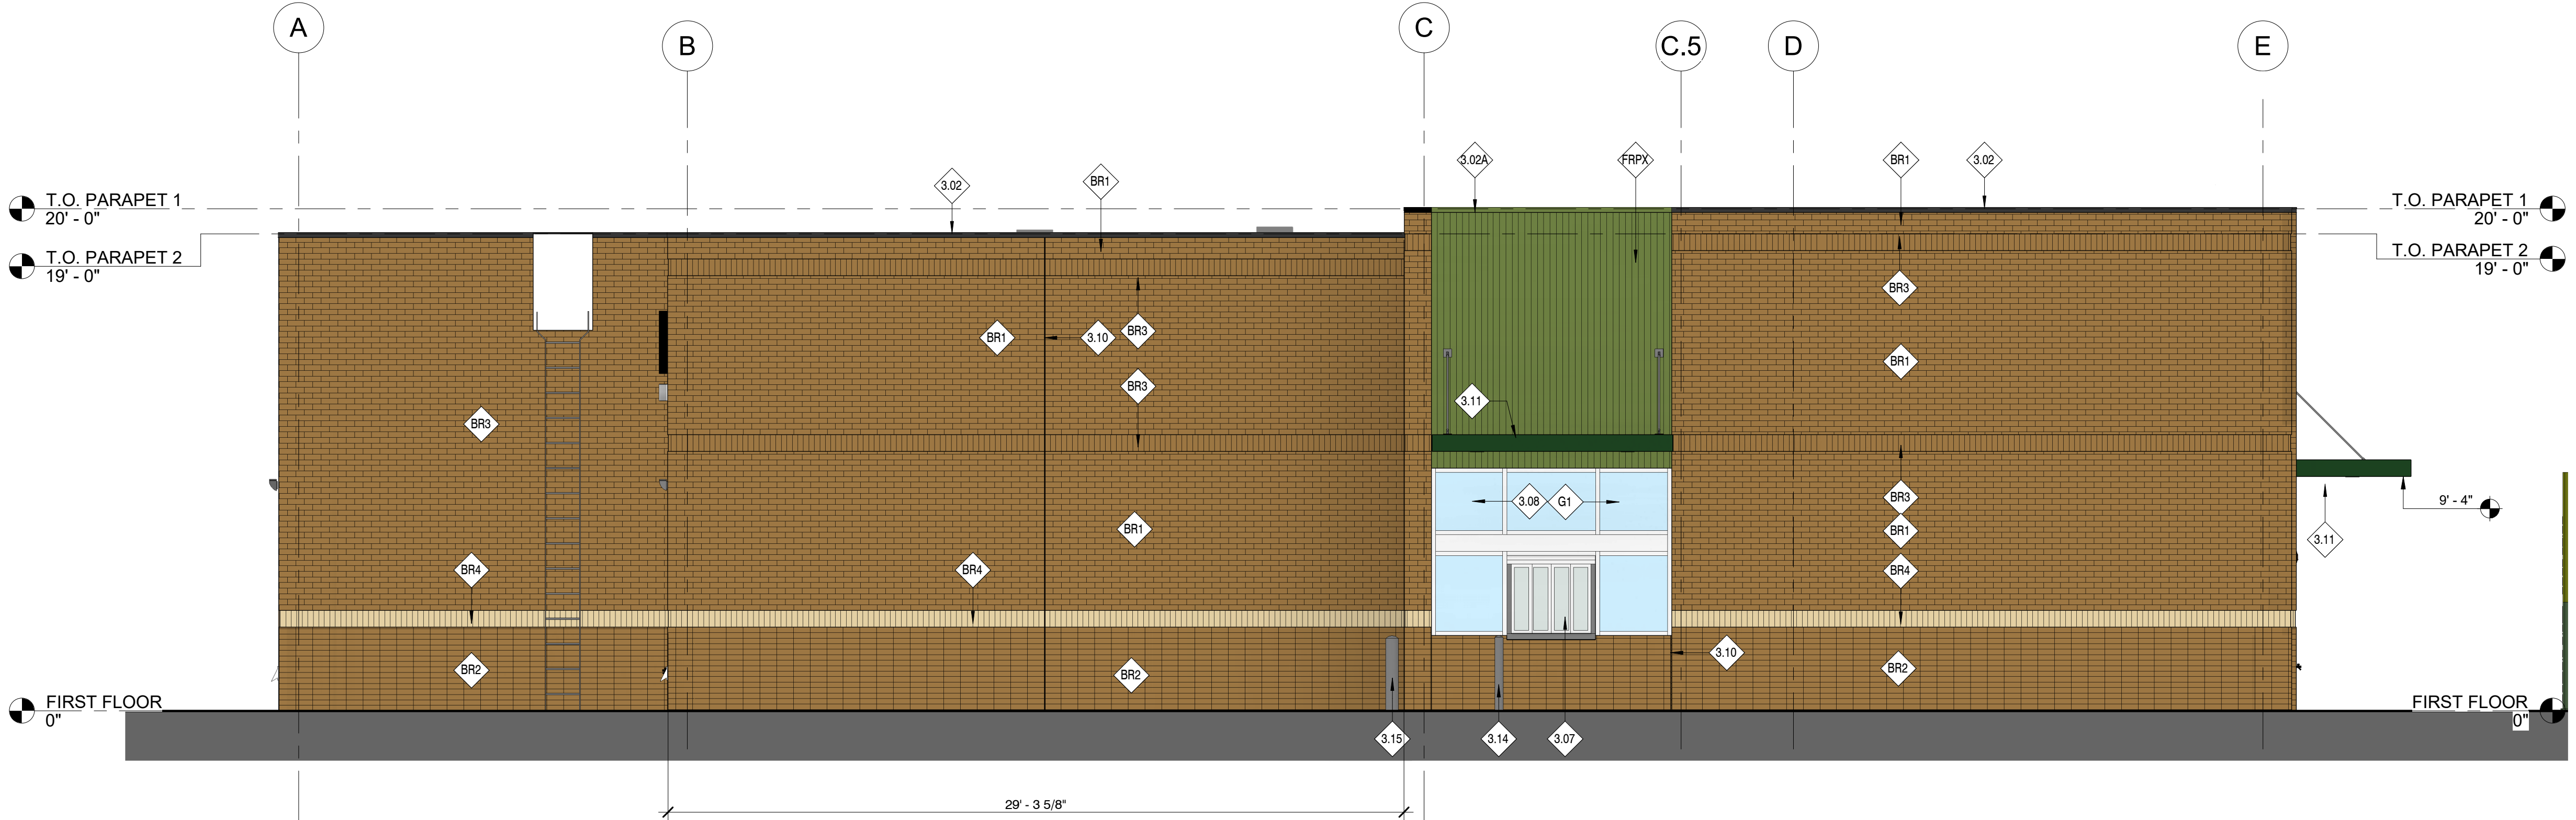 A
B
C
C.5
D
E
3.02A
FRPX
BR1
3.02
3.02
BR1
T.O. PARAPET 1
20' - 0"
T.O. PARAPET 1
20' - 0"
T.O. PARAPET 2
19' - 0"
T.O. PARAPET 2
19' - 0"
BR3
BR1
3.10
BR3
BR1
BR3
3.11
BR3
3.08
G1
BR3
9' - 4"
BR1
BR1
3.11
BR4
BR4
BR4
3.10
BR2
BR2
BR2
FIRST FLOOR
0"
FIRST FLOOR
0"
3.15
3.14
3.07
29' - 3 5/8"